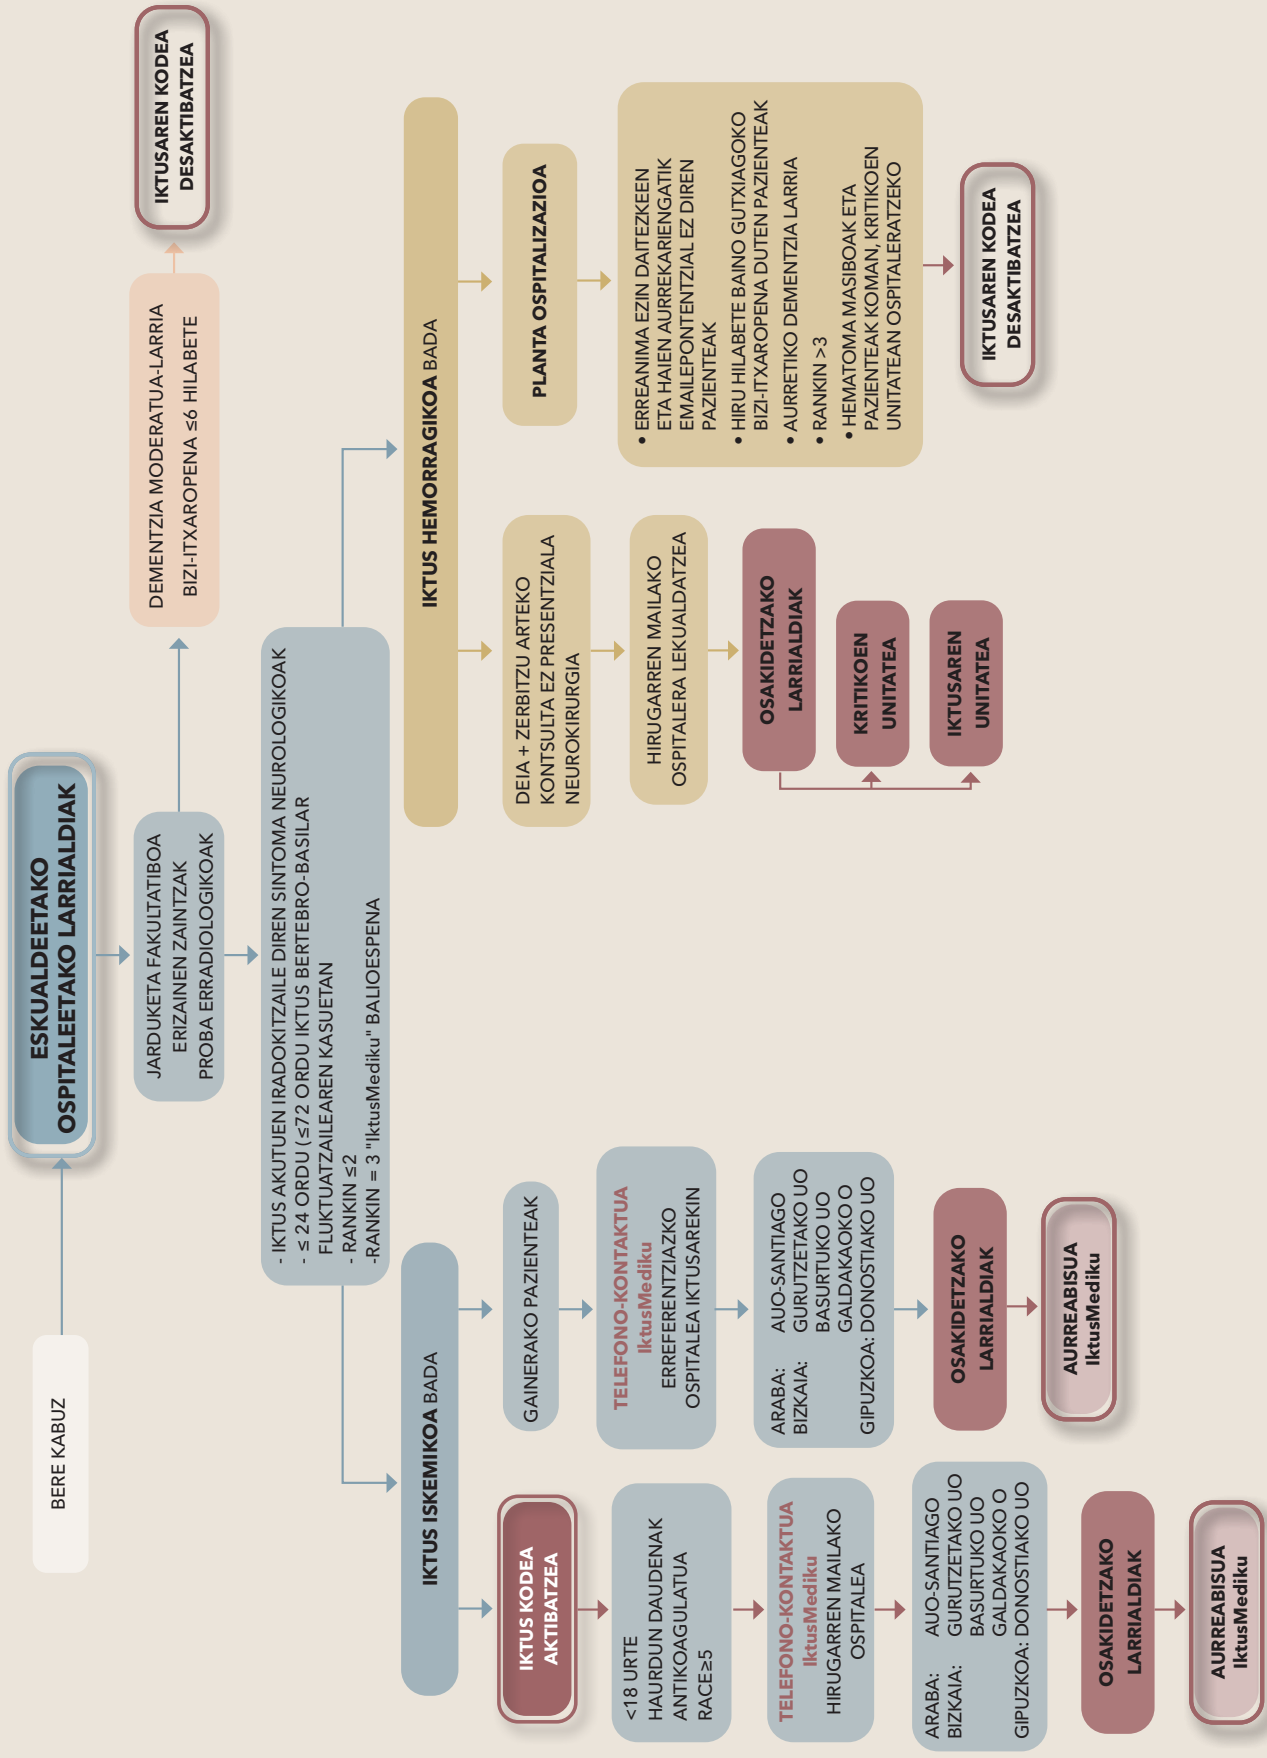 BERE KABUZ
ESKUALDEETAKO
OSPITALEETAKO LARRIALDIAK
JARDUKETA FAKULTATIBOA
ERIZAINEN ZAINTZAK
PROBA ERRADIOLOGIKOAK
DEMENTZIA MODERATUA-LARRIA
BIZI-ITXAROPENA ≤6 HILABETE
IKTUSAREN KODEA
DESAKTIBATZEA
- IKTUS AKUTUEN IRADOKITZAILE DIREN SINTOMA NEUROLOGIKOAK
- ≤ 24 ORDU (≤72 ORDU IKTUS BERTEBRO-BASILAR
FLUKTUATZAILEAREN KASUETAN
- RANKIN ≤2
-RANKIN = 3 "IktusMediku" BALIOESPENA
IKTUS ISKEMIKOA BADA
IKTUS KODEA
AKTIBATZEA
<18 URTE
HAURDUN DAUDENAK
ANTIKOAGULATUA
RACE≥5
TELEFONO-KONTAKTUA
IktusMediku
HIRUGARREN MAILAKO
OSPITALEA
ARABA: AUO-SANTIAGO
BIZKAIA: GURUTZETAKO UO
BASURTUKO UO
GALDAKAOKO O
GIPUZKOA: DONOSTIAKO UO
OSAKIDETZAKO
LARRIALDIAK
AURREABISUA
IktusMediku
GAINERAKO PAZIENTEAK
TELEFONO-KONTAKTUA
IktusMediku
ERREFERENTZIAZKO
OSPITALEA IKTUSAREKIN
ARABA: AUO-SANTIAGO
BIZKAIA: GURUTZETAKO UO
BASURTUKO UO
GALDAKAOKO O
GIPUZKOA: DONOSTIAKO UO
OSAKIDETZAKO
LARRIALDIAK
AURREABISUA
IktusMediku
IKTUS HEMORRAGIKOA BADA
DEIA + ZERBITZU ARTEKO
KONTSULTA EZ PRESENTZIALA
NEUROKIRURGIA
HIRUGARREN MAILAKO
OSPITALERA LEKUALDATZEA
OSAKIDETZAKO
LARRIALDIAK
KRITIKOEN
UNITATEA
IKTUSAREN
UNITATEA
PLANTA OSPITALIZAZIOA
• ERREANIMA EZIN DAITEZKEEN
ETA HAIEN AURREKARIENGATIK
EMAILEPONTENTZIAL EZ DIREN
PAZIENTEAK
• HIRU HILABETE BAINO GUTXIAGOKO
BIZI-ITXAROPENA DUTEN PAZIENTEAK
• AURRETIKO DEMENTZIA LARRIA
• RANKIN >3
• HEMATOMA MASIBOAK ETA
PAZIENTEAK KOMAN, KRITIKOEN
UNITATEAN OSPITALERATZEKO
IKTUSAREN KODEA
DESAKTIBATZEA